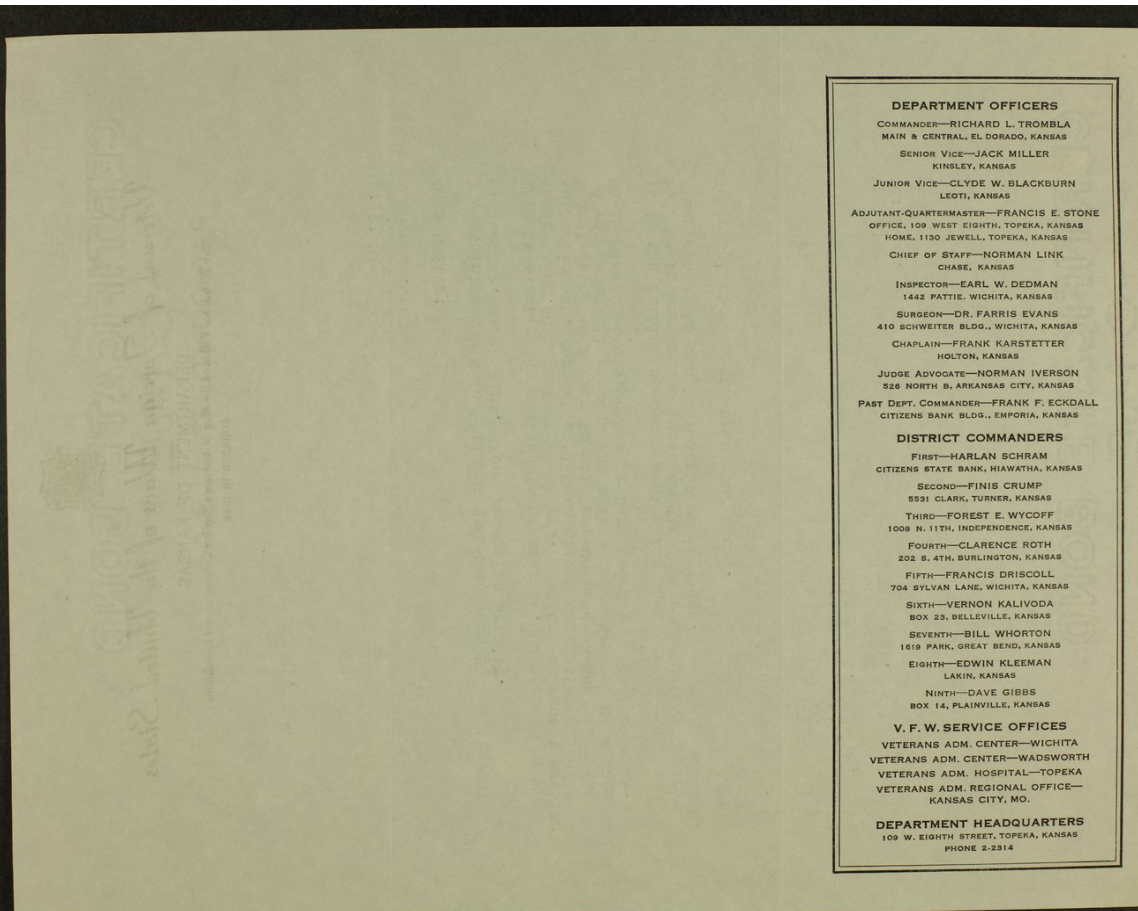 DEPARTMENT OFFICERS
COMMANDER—RICHARD L. TROMBLA
MAIN & CENTRAL, EL DORADO, KANSAS
SENIOR VICE—JACK MILLER
KINSLEY, KANSAS
JUNIOR VICE—CLYDE W. BLACKBURN
LEOTI, KANSAS
ADJUTANT-QUARTERMASTER—FRANCIS E. STONE
OFFICE, 109 WEST EIGHTH, TOPEKA, KANSAS
HOME, 1130 JEWELL, TOPEKA, KANSAS
CHIEF OF STAFF—NORMAN LINK
CHASE, KANSAS
INSPECTOR—EARL W. DEDMAN
1442 PATTIE. WICHITA, KANSAS
SURGEON—DR. FARRIS EVANS
410 SCHWEITER BLDG., WICHITA, KANSAS
CHAPLAIN—FRANK KARSTETTER
HOLTON, KANSAS
JUDGE ADVOCATE—NORMAN IVERSON
526 NORTH B, ARKANSAS CITY, KANSAS
PAST DEPT. COMMANDER—FRANK F. ECKDALL
CITIZENS BANK BLDG., EMPORIA, KANSAS
DISTRICT COMMANDERS
FIRST—HARLAN SCHRAM
CITIZENS STATE BANK, HIAWATHA, KANSAS
SECOND—FINIS CRUMP
5531 CLARK, TURNER, KANSAS
THIRD—FOREST E. WYCOFF
1008 N. 11TH, INDEPENDENCE, KANSAS
FOURTH—CLARENCE ROTH
202 S. 4TH, BURLINGTON, KANSAS
FIFTH—FRANCIS DRISCOLL
704 SYLVAN LANE, WICHITA, KANSAS
SIXTH—VERNON KALIVODA
BOX 23, BELLEVILLE, KANSAS
SEVENTH—BILL WHORTON
1619 PARK, GREAT BEND, KANSAS
EIGHTH—EDWIN KLEEMAN
LAKIN, KANSAS
NINTH—DAVE GIBBS
BOX 14, PLAINVILLE, KANSAS
V. F. W. SERVICE OFFICES
VETERANS ADM. CENTER—WICHITA
VETERANS ADM. CENTER—WADSWORTH
VETERANS ADM. HOSPITAL—TOPEKA
VETERANS ADM. REGIONAL OFFICE—
KANSAS CITY, MO.
DEPARTMENT HEADQUARTERS
109 W. EIGHTH STREET, TOPEKA, KANSAS
PHONE 2-2314